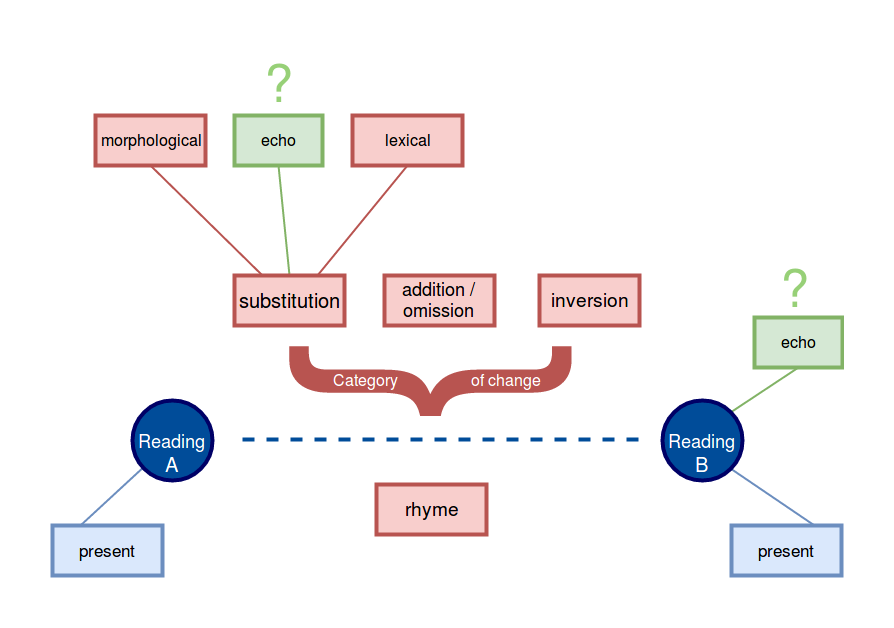 ?
morphological
echo
lexical
substitution
addition /
omission
inversion
?
echo
Category of change
Reading
A
Reading
B
rhyme
present
present